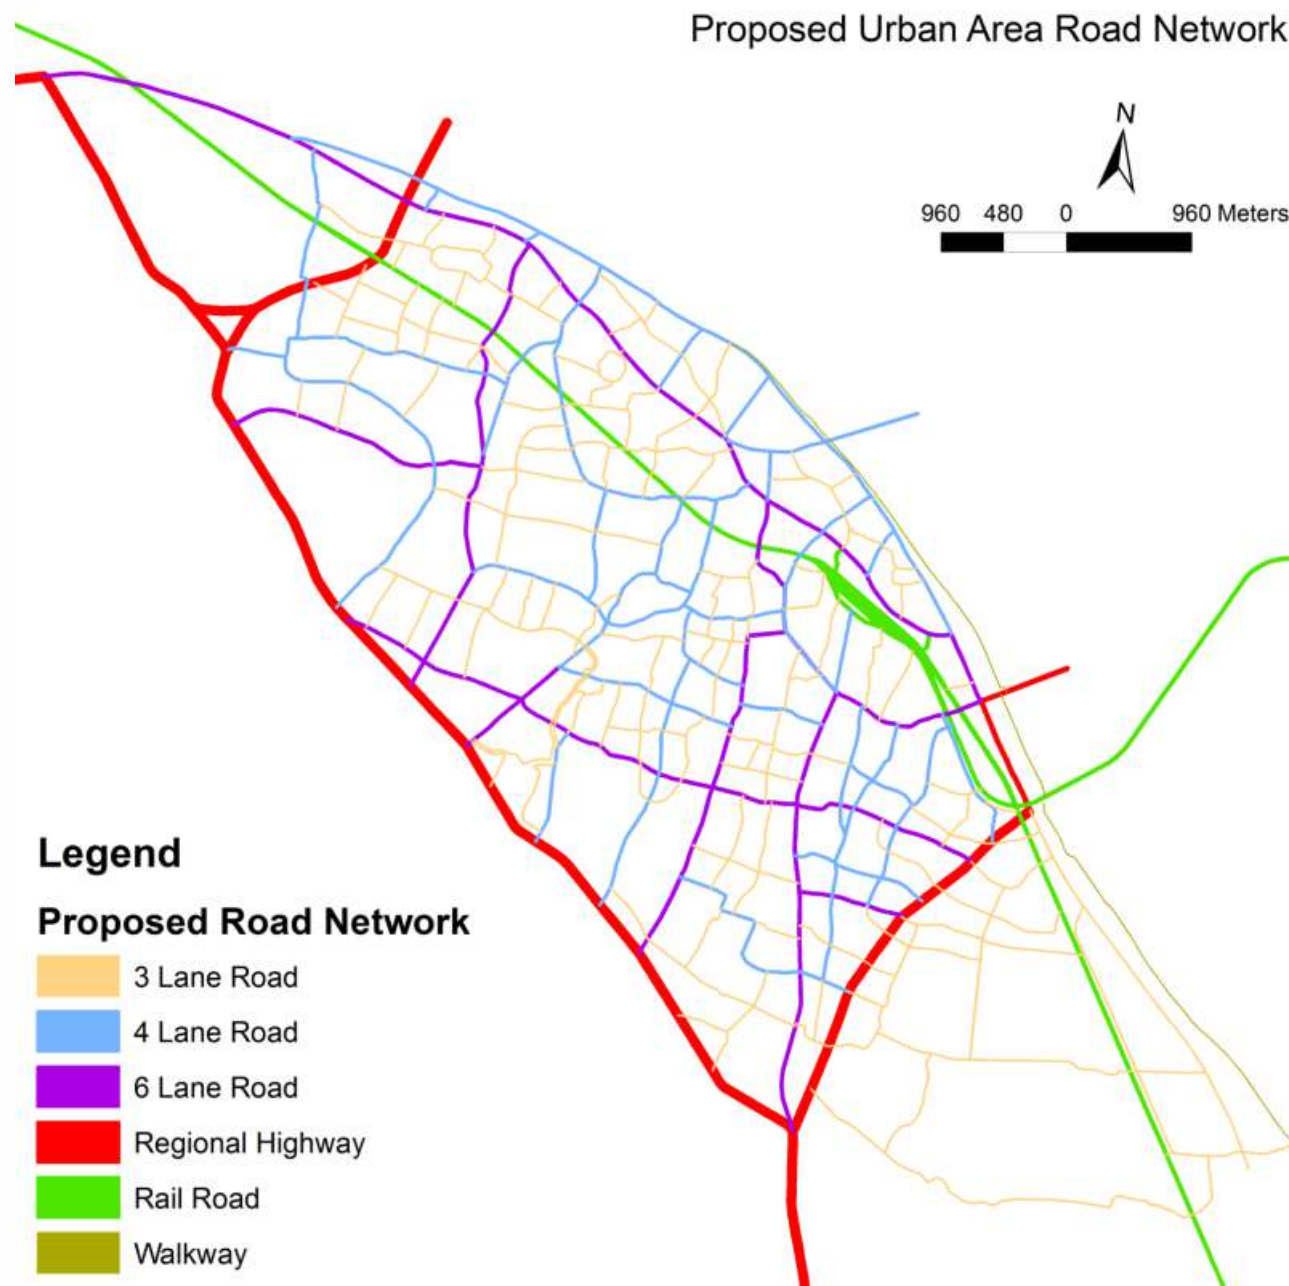 Proposed Urban Area Road Network
N
960 480 0 960 Meters
Legend
Proposed Road Network
3 Lane Road
4 Lane Road
6 Lane Road
Regional Highway
Rail Road
Walkway